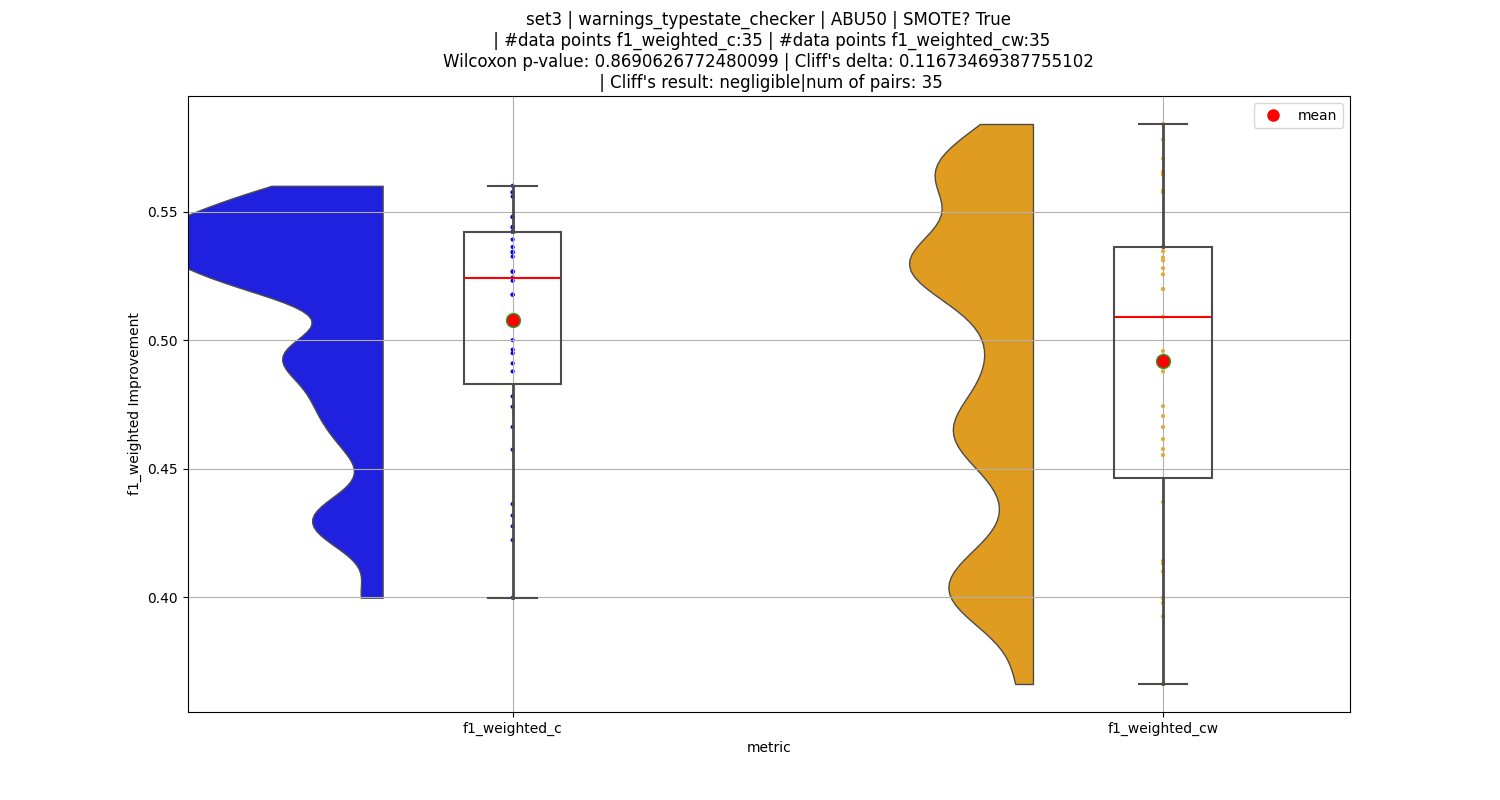 set3 | warnings_typestate_checker | ABU50 | SMOTE? True
| #data points f1_weighted_c:35 | #data points f1_weighted_cw:35
Wilcoxon p-value: 0.8690626772480099 | Cliff's delta: 0.11673469387755102
| Cliff's result: negligible|num of pairs: 35
mean
f1_weighted Improvement
0.55
0.50
0.45
0.40
f1_weighted_c
f1_weighted_cw
metric